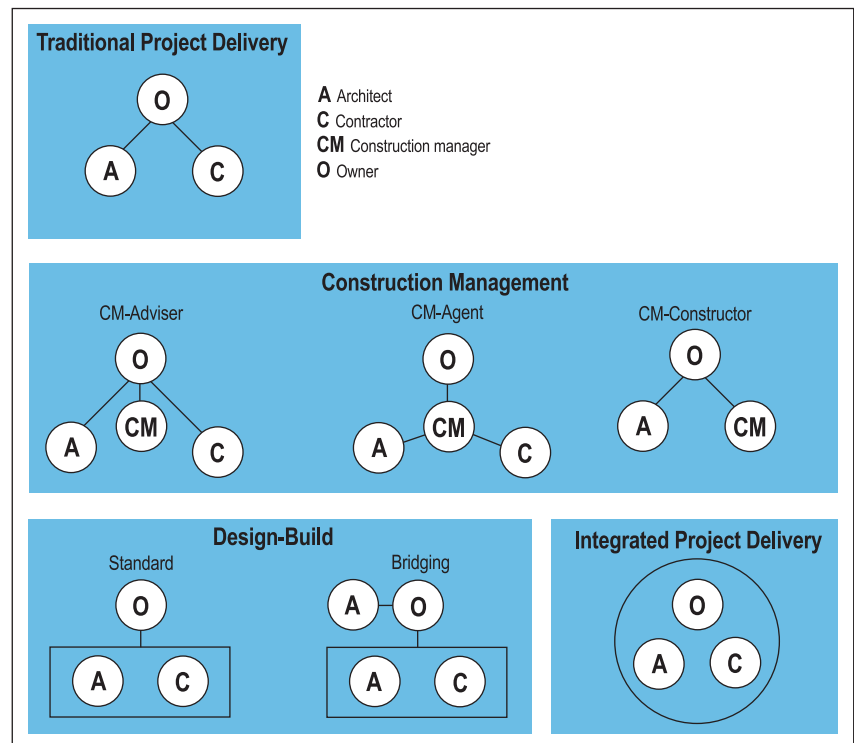 Traditional Project Delivery
O
A C
A Architect
C Contractor
CM Construction manager
O Owner
Construction Management
CM-Adviser
O
CM
A
C
CM-Agent
O
CM
A
C
CM-Constructor
O
A CM
Design-Build
Standard
O
A C
Bridging
A O
A C
Integrated Project Delivery
O
A C